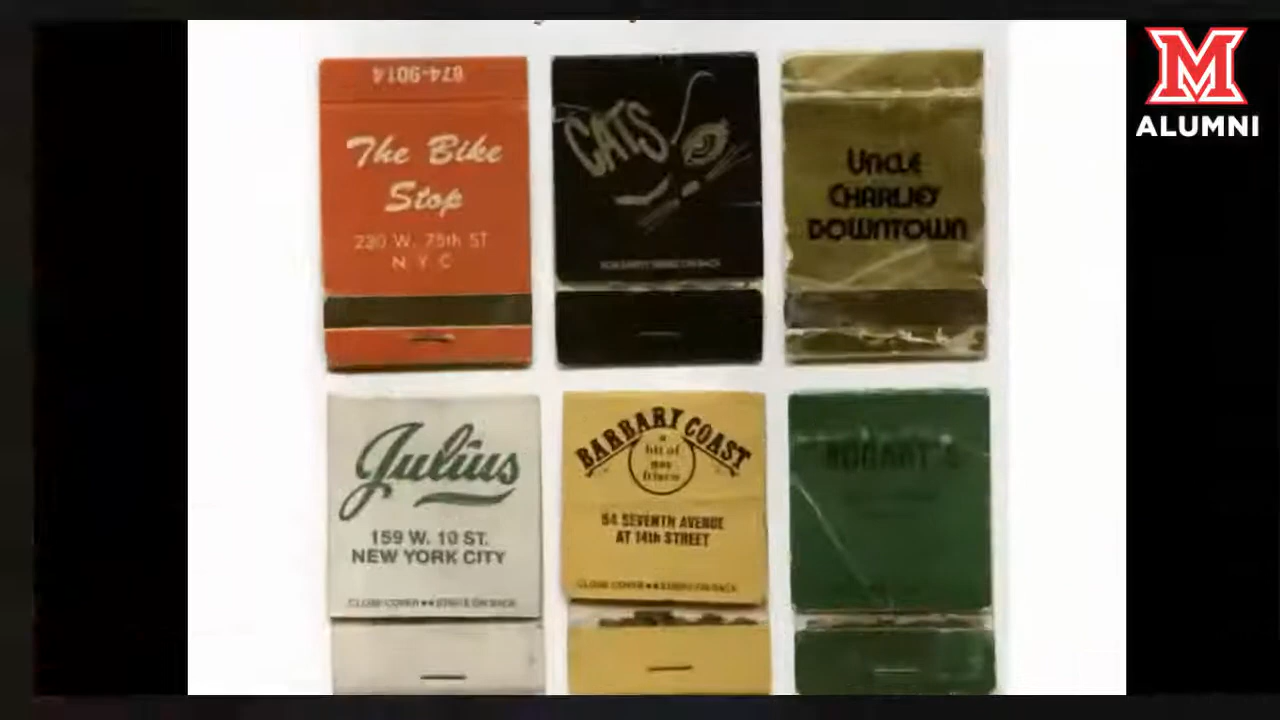 874-9014
The Bike
Stop
230 W. 75th ST
N Y C
CATS
UNCLE
CHARLIES
DOWNTOWN
Julius
159 W. 10 ST.
NEW YORK CITY
CLOSE COVER ★★ STRIKE ON BACK
BARBARY COAST
a
bit of
gay
frisco
64 SEVENTH AVENUE
AT 14th STREET
CLOSE COVER ★★ STRIKE ON BACK
M
ALUMNI